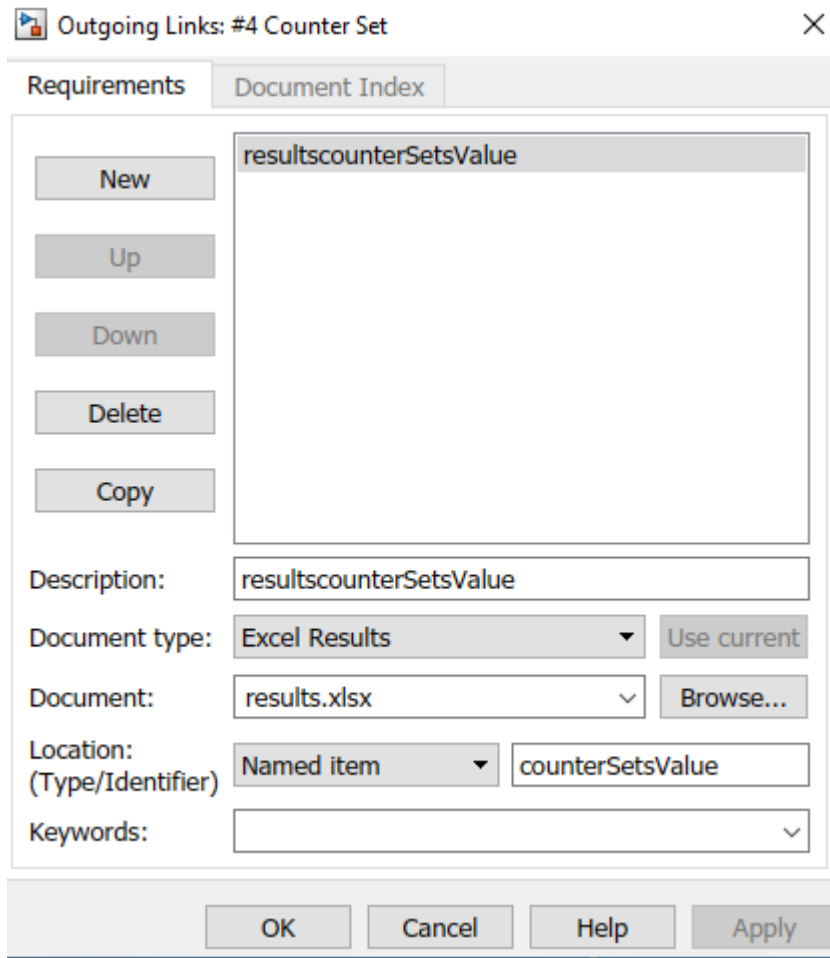 Outgoing Links: #4 Counter Set
Requirements
Document Index
New
resultscounterSetsValue
Up
Down
Delete
Copy
Description:
resultscounterSetsValue
Document type:
Excel Results
Use current
Document:
results.xlsx
Browse...
Location:
(Type/Identifier)
Named item
counterSetsValue
Keywords:
OK
Cancel
Help
Apply